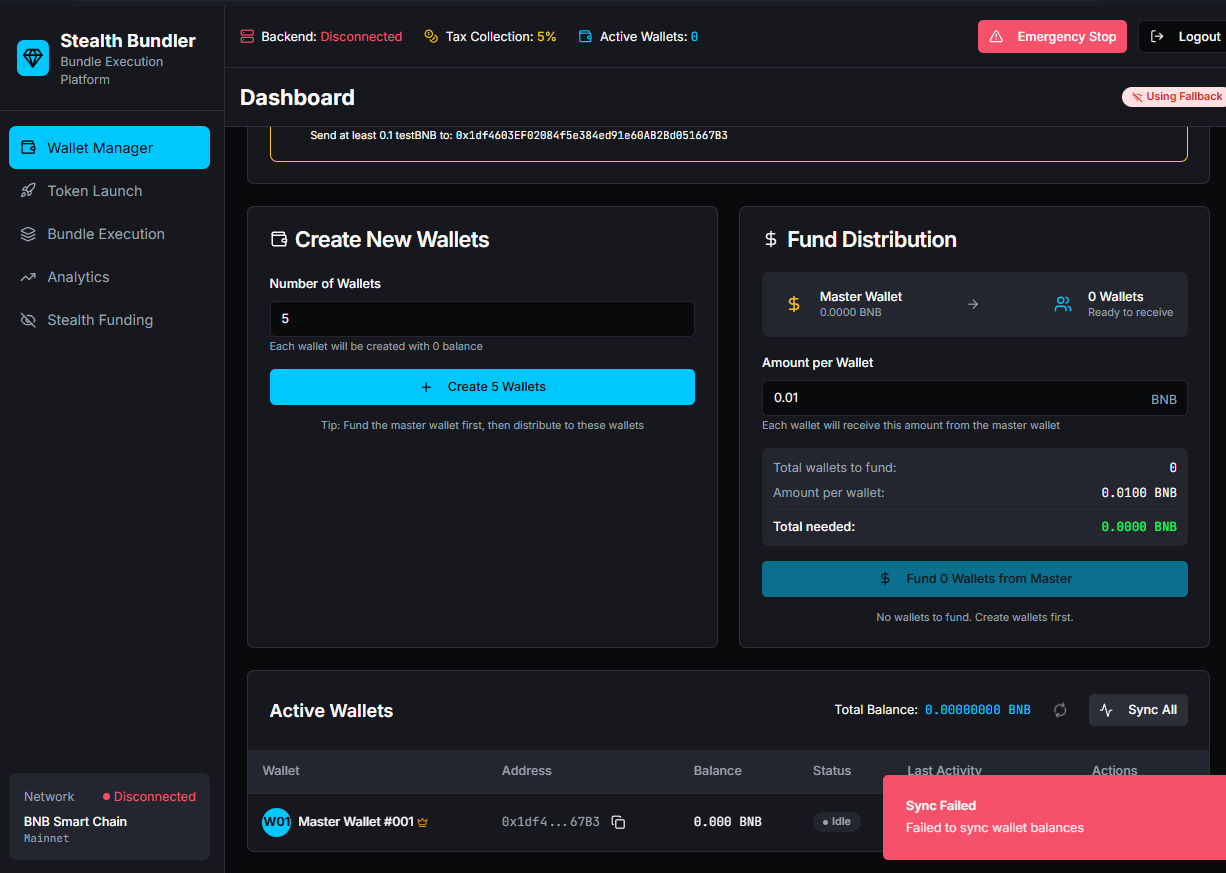 Stealth Bundler
Bundle Execution
Platform
Backend: Disconnected
Tax Collection: 5%
Active Wallets: 0
Emergency Stop
Logout
Dashboard
Using Fallback
Wallet Manager
Token Launch
Bundle Execution
Analytics
Stealth Funding
Send at least 0.1 testBNB to: 0x1df4603EF02084f5e384ed91e60AB2Bd051667B3
Create New Wallets
Number of Wallets
5
Each wallet will be created with 0 balance
+ Create 5 Wallets
Tip: Fund the master wallet first, then distribute to these wallets
$ Fund Distribution
$ Master Wallet
0.0000 BNB
→
0 Wallets
Ready to receive
Amount per Wallet
0.01 BNB
Each wallet will receive this amount from the master wallet
Total wallets to fund: 0
Amount per wallet: 0.0100 BNB
Total needed: 0.0000 BNB
$ Fund 0 Wallets from Master
No wallets to fund. Create wallets first.
Active Wallets
Total Balance: 0.00000000 BNB
Sync All
Wallet Address Balance Status Last Activity Actions
W01 Master Wallet #001 0x1df4...67B3 0.000 BNB Idle
Sync Failed
Failed to sync wallet balances
Network Disconnected
BNB Smart Chain
Mainnet